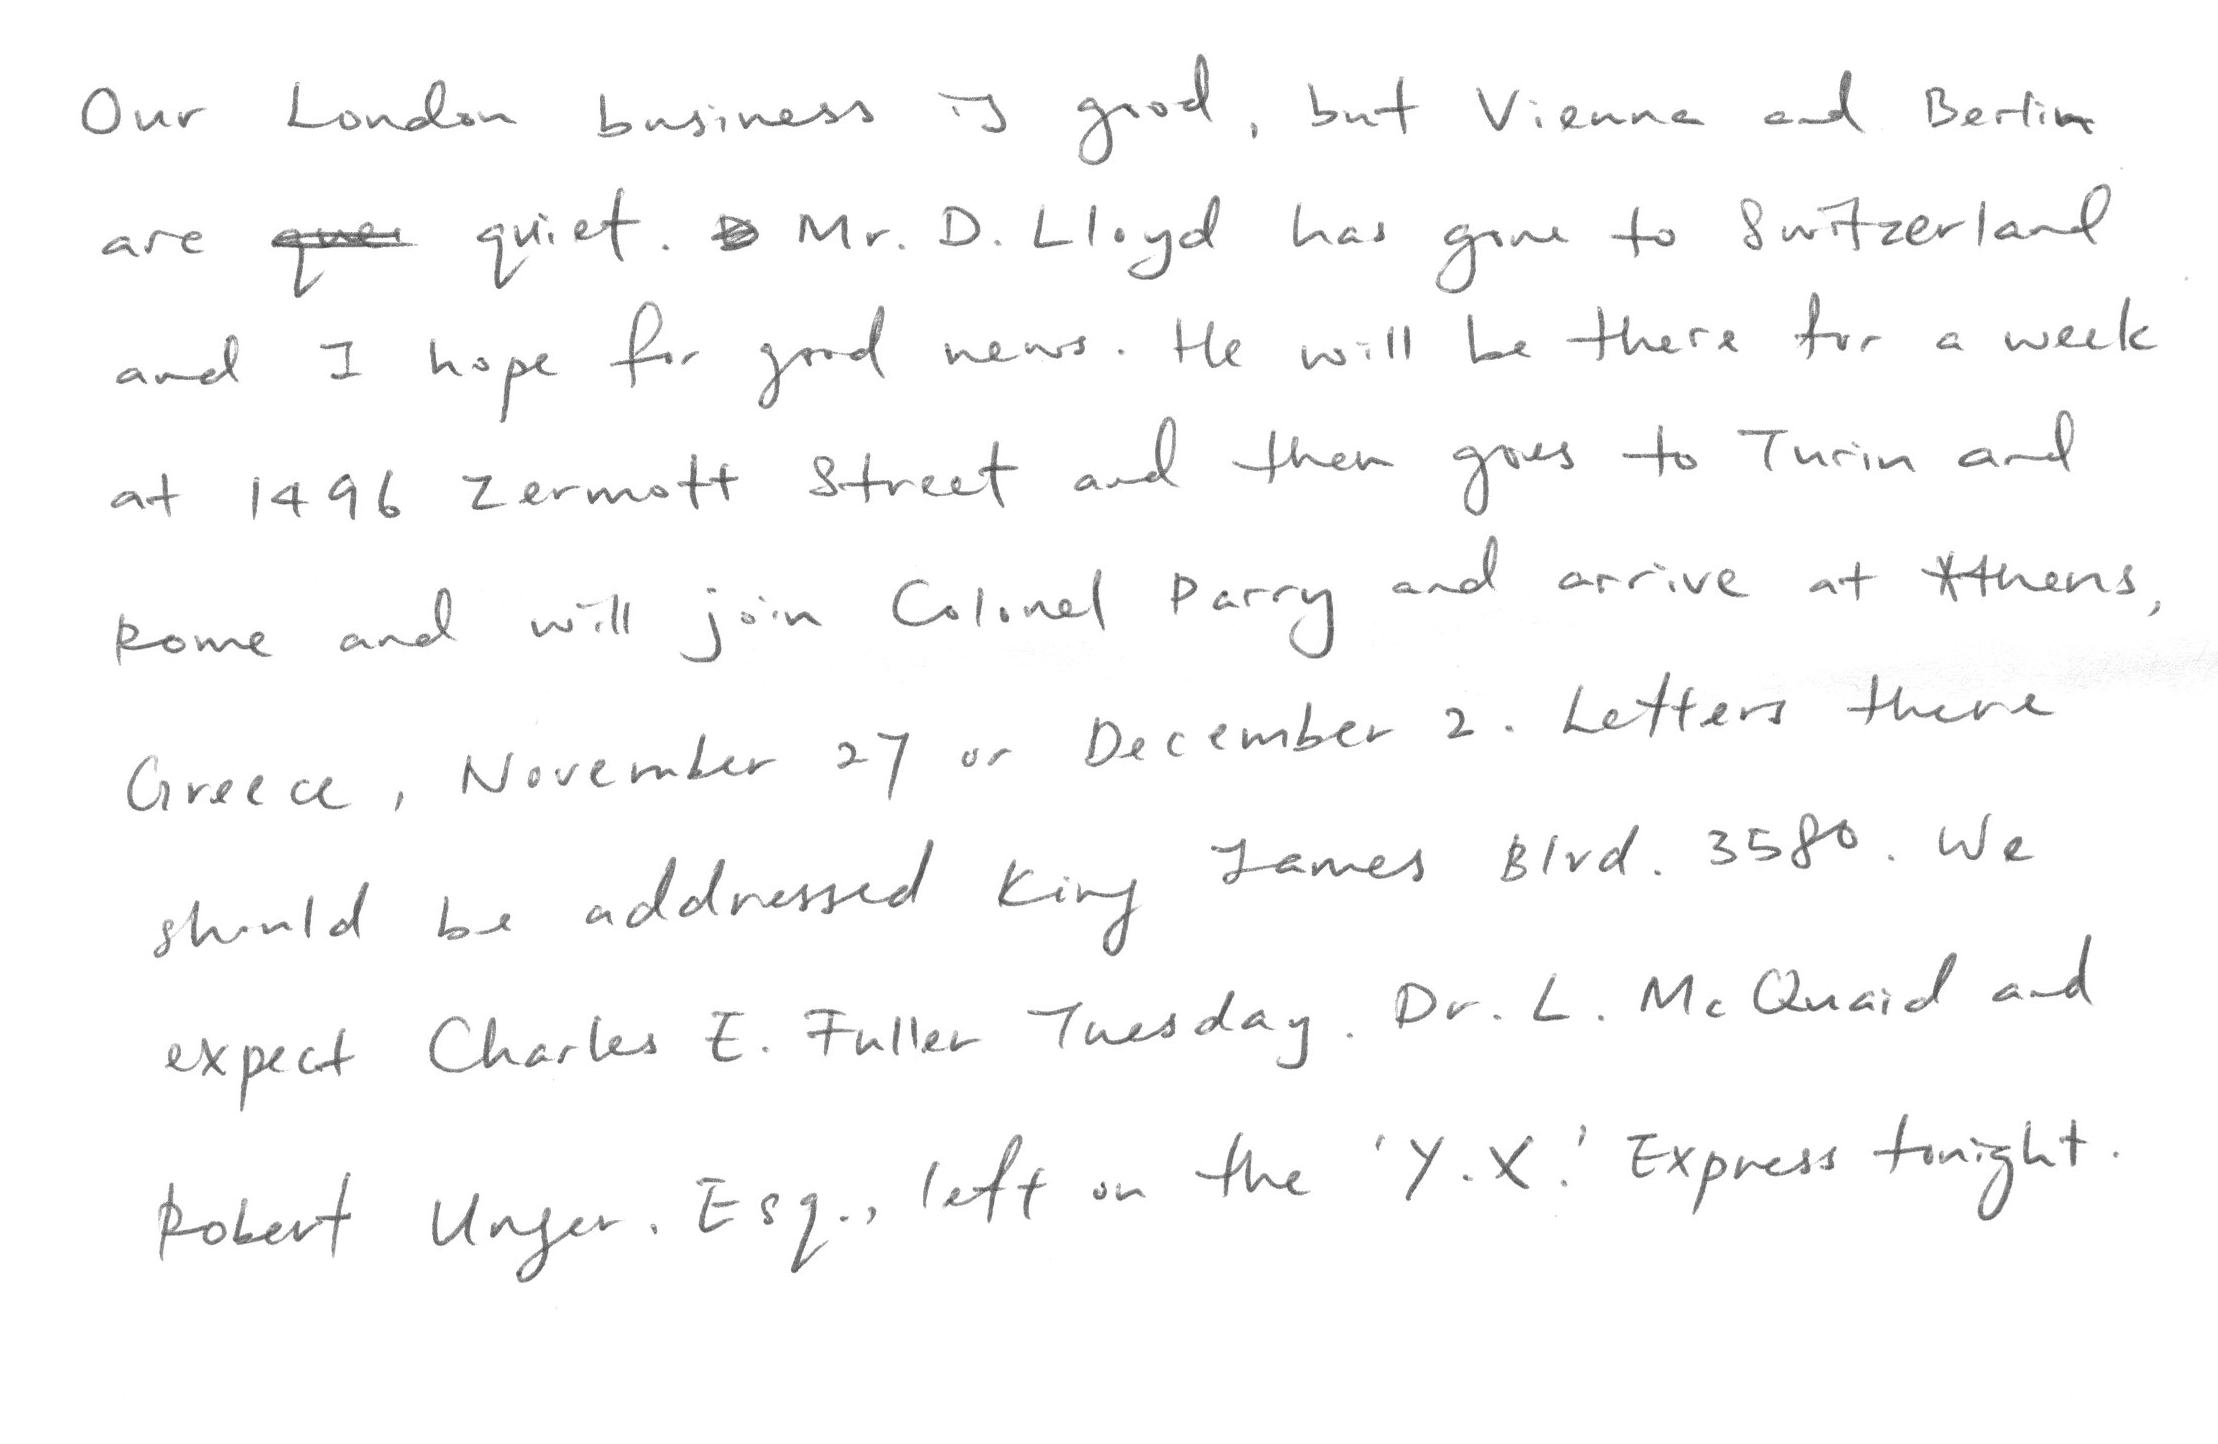 Our London business is good, but Vienna and Berlin
are quiet. Mr. D. Lloyd has gone to Switzerland
and I hope for good news. He will be there for a week
at 1496 Zermott Street and then goes to Turin and
Rome and will join Colonel Parry and arrive at Athens,
Greece, November 27 or December 2. Letters there
should be addressed King James Blvd. 3580. We
expect Charles E. Fuller Tuesday. Dr. L. McQuaid and
Robert Unger. Esq., left on the 'Y.X.' Express tonight.